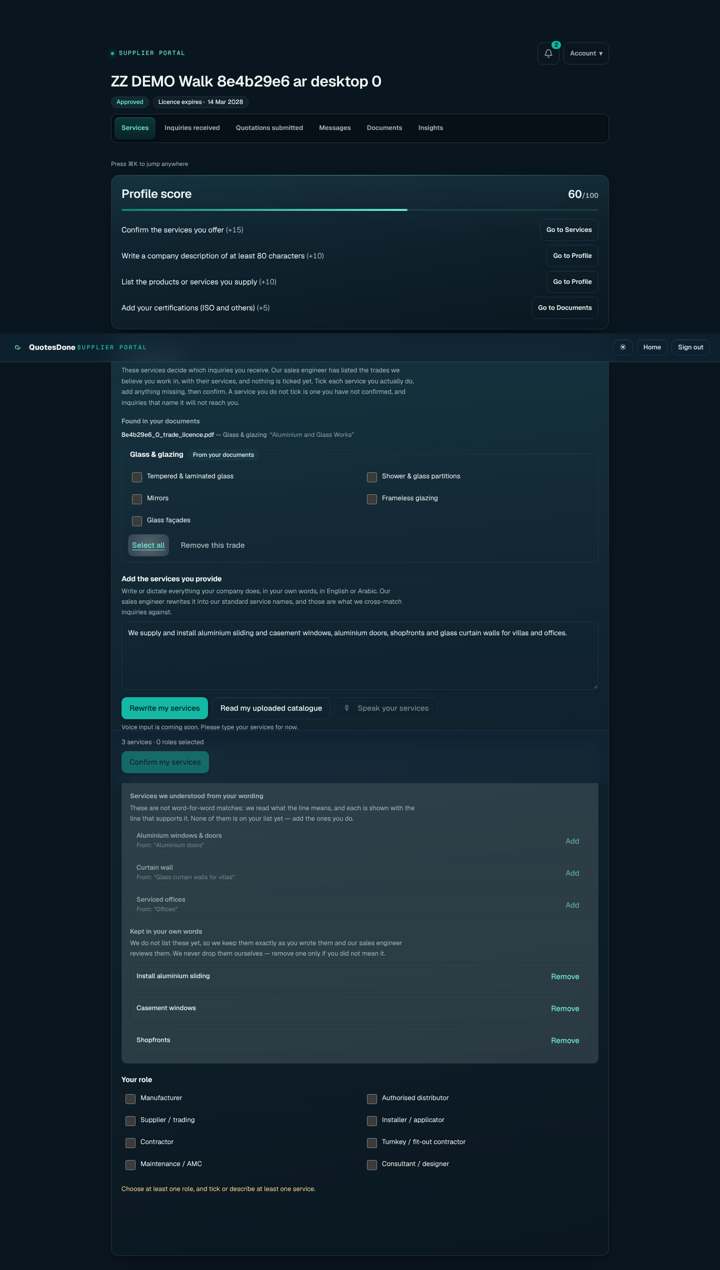 SUPPLIER PORTAL
2
Account ▾
ZZ DEMO Walk 8e4b29e6 ar desktop 0
Approved
Licence expires · 14 Mar 2028
Services
Inquiries received
Quotations submitted
Messages
Documents
Insights
Press ⌘K to jump anywhere
Profile score
60/100
Confirm the services you offer (+15)
Go to Services
Write a company description of at least 80 characters (+10)
Go to Profile
List the products or services you supply (+10)
Go to Profile
Add your certifications (ISO and others) (+5)
Go to Documents
QuotesDone SUPPLIER PORTAL
Home
Sign out
These services decide which inquiries you receive. Our sales engineer has listed the trades we
believe you work in, with their services, and nothing is ticked yet. Tick each service you actually do,
add anything missing, then confirm. A service you do not tick is one you have not confirmed, and
inquiries that name it will not reach you.
Found in your documents
8e4b29e6_0_trade_licence.pdf — Glass & glazing "Aluminium and Glass Works"
Glass & glazing
From your documents
Tempered & laminated glass
Shower & glass partitions
Mirrors
Frameless glazing
Glass façades
Select all
Remove this trade
Add the services you provide
Write or dictate everything your company does, in your own words, in English or Arabic. Our
sales engineer rewrites it into our standard service names, and those are what we cross-match
inquiries against.
We supply and install aluminium sliding and casement windows, aluminium doors, shopfronts and glass curtain walls for villas and offices.
Rewrite my services
Read my uploaded catalogue
Speak your services
Voice input is coming soon. Please type your services for now.
3 services · 0 roles selected
Confirm my services
Services we understood from your wording
These are not word-for-word matches: we read what the line means, and each is shown with the
line that supports it. None of them is on your list yet — add the ones you do.
Aluminium windows & doors
From: "Aluminium doors"
Add
Curtain wall
From: "Glass curtain walls for villas"
Add
Serviced offices
From: "Offices"
Add
Kept in your own words
We do not list these yet, so we keep them exactly as you wrote them and our sales engineer
reviews them. We never drop them ourselves — remove one only if you did not mean it.
Install aluminium sliding
Remove
Casement windows
Remove
Shopfronts
Remove
Your role
Manufacturer
Authorised distributor
Supplier / trading
Installer / applicator
Contractor
Turnkey / fit-out contractor
Maintenance / AMC
Consultant / designer
Choose at least one role, and tick or describe at least one service.